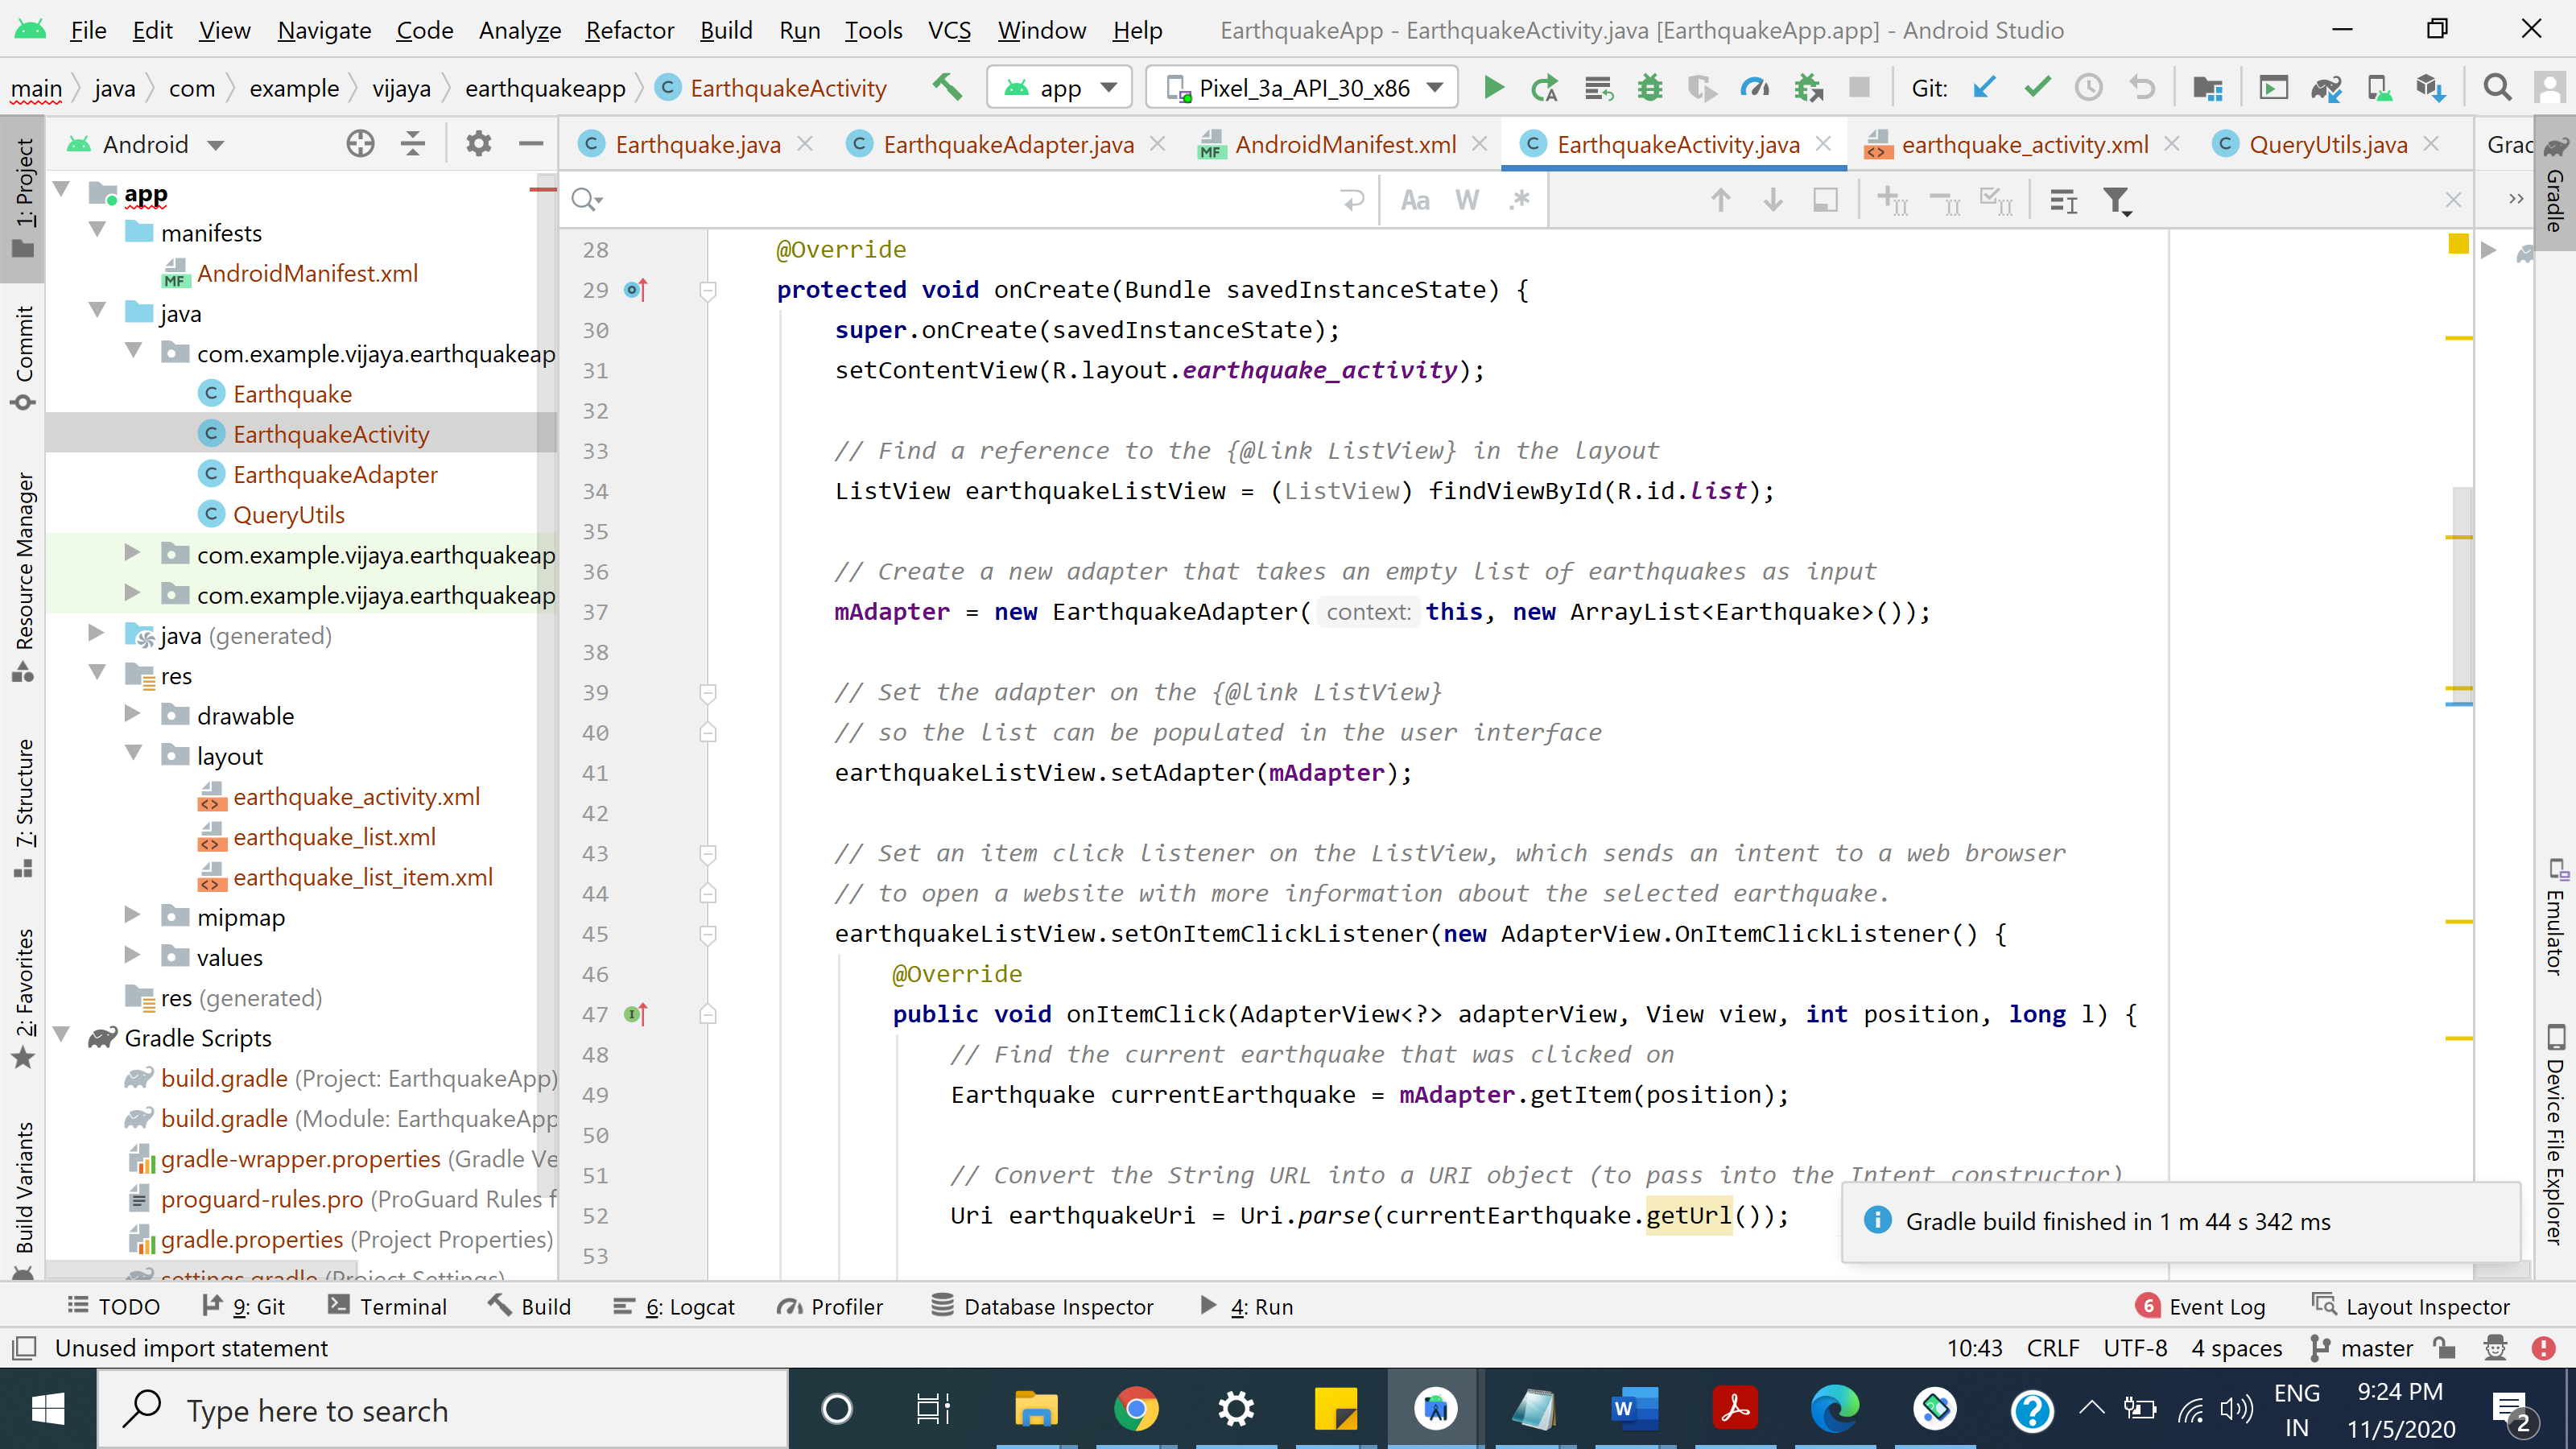 File Edit View Navigate Code Analyze Refactor Build Run Tools VCS Window Help EarthquakeApp - EarthquakeActivity.java [EarthquakeApp.app] - Android Studio
main java com example vijaya earthquakeapp C EarthquakeActivity app Pixel_3a_API_30_x86 Git:
Android
C Earthquake.java C EarthquakeAdapter.java MF AndroidManifest.xml C EarthquakeActivity.java earthquake_activity.xml C QueryUtils.java Grad
Aa W .*
1: Project
Commit
Resource Manager
7: Structure
2: Favorites
Build Variants
app
manifests
MF AndroidManifest.xml
java
com.example.vijaya.earthquakeap
C Earthquake
C EarthquakeActivity
C EarthquakeAdapter
C QueryUtils
com.example.vijaya.earthquakeap
com.example.vijaya.earthquakeap
java (generated)
res
drawable
layout
earthquake_activity.xml
earthquake_list.xml
earthquake_list_item.xml
mipmap
values
res (generated)
Gradle Scripts
build.gradle (Project: EarthquakeApp)
build.gradle (Module: EarthquakeApp
gradle-wrapper.properties (Gradle Ve
proguard-rules.pro (ProGuard Rules f
gradle.properties (Project Properties)
settings.gradle (Project Settings)
28 @Override
29 protected void onCreate(Bundle savedInstanceState) {
30 super.onCreate(savedInstanceState);
31 setContentView(R.layout.earthquake_activity);
32
33 // Find a reference to the {@link ListView} in the layout
34 ListView earthquakeListView = (ListView) findViewById(R.id.list);
35
36 // Create a new adapter that takes an empty list of earthquakes as input
37 mAdapter = new EarthquakeAdapter( context: this, new ArrayList<Earthquake>());
38
39 // Set the adapter on the {@link ListView}
40 // so the list can be populated in the user interface
41 earthquakeListView.setAdapter(mAdapter);
42
43 // Set an item click listener on the ListView, which sends an intent to a web browser
44 // to open a website with more information about the selected earthquake.
45 earthquakeListView.setOnItemClickListener(new AdapterView.OnItemClickListener() {
46 @Override
47 public void onItemClick(AdapterView<?> adapterView, View view, int position, long l) {
48 // Find the current earthquake that was clicked on
49 Earthquake currentEarthquake = mAdapter.getItem(position);
50
51 // Convert the String URL into a URI object (to pass into the Intent constructor)
52 Uri earthquakeUri = Uri.parse(currentEarthquake.getUrl());
53
Gradle build finished in 1 m 44 s 342 ms
Gradle
Emulator
Device File Explorer
TODO 9: Git Terminal Build 6: Logcat Profiler Database Inspector 4: Run 6 Event Log Layout Inspector
Unused import statement 10:43 CRLF UTF-8 4 spaces master
Type here to search
ENG
IN
9:24 PM
11/5/2020
2